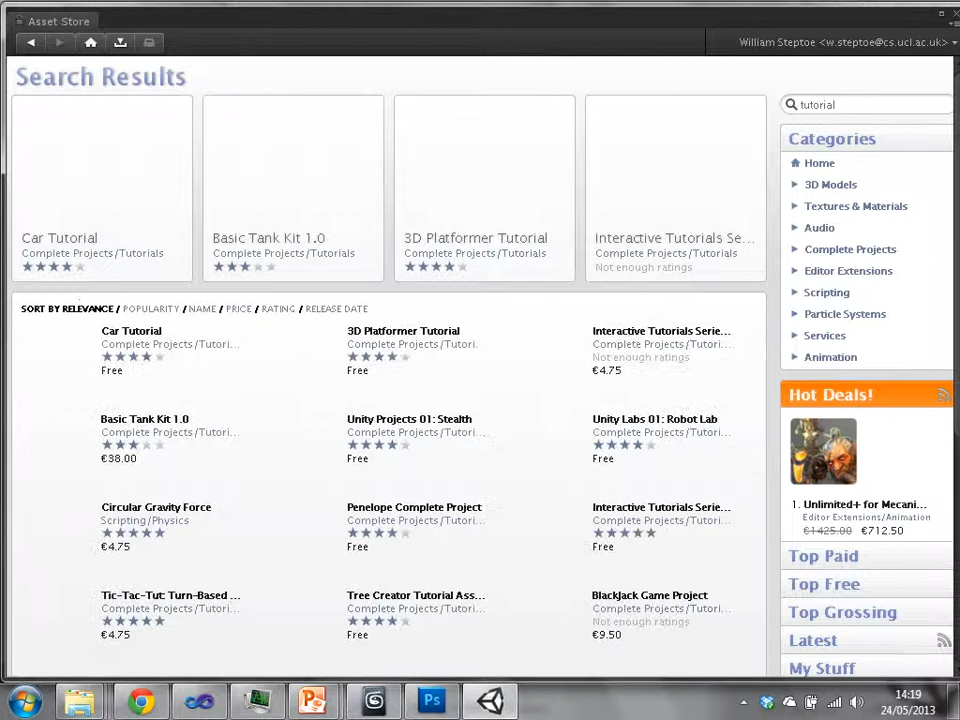 Asset Store
William Steptoe <w.steptoe@cs.ucl.ac.uk>
Search Results
tutorial
Car Tutorial
Complete Projects/Tutorials
Basic Tank Kit 1.0
Complete Projects/Tutorials
3D Platformer Tutorial
Complete Projects/Tutorials
Interactive Tutorials Se...
Complete Projects/Tutorials
Not enough ratings
SORT BY RELEVANCE / POPULARITY / NAME / PRICE / RATING / RELEASE DATE
Car Tutorial
Complete Projects/Tutori...
Free
3D Platformer Tutorial
Complete Projects/Tutori.
Free
Interactive Tutorials Serie...
Complete Projects/Tutori...
Not enough ratings
€4.75
Basic Tank Kit 1.0
Complete Projects/Tutori...
€38.00
Unity Projects 01: Stealth
Complete Projects/Tutori...
Free
Unity Labs 01: Robot Lab
Complete Projects/Tutori...
Free
Circular Gravity Force
Scripting/Physics
€4.75
Penelope Complete Project
Complete Projects/Tutori...
Free
Interactive Tutorials Serie...
Complete Projects/Tutori...
Free
Tic-Tac-Tut: Turn-Based ...
Complete Projects/Tutori...
€4.75
Tree Creator Tutorial Ass...
Complete Projects/Tutori...
Free
BlackJack Game Project
Complete Projects/Tutori...
Not enough ratings
€9.50
Categories
Home
3D Models
Textures & Materials
Audio
Complete Projects
Editor Extensions
Scripting
Particle Systems
Services
Animation
Hot Deals!
1. Unlimited+ for Mecani...
Editor Extensions/Animation
€1425.00 €712.50
Top Paid
Top Free
Top Grossing
Latest
My Stuff
Ps
14:19
24/05/2013